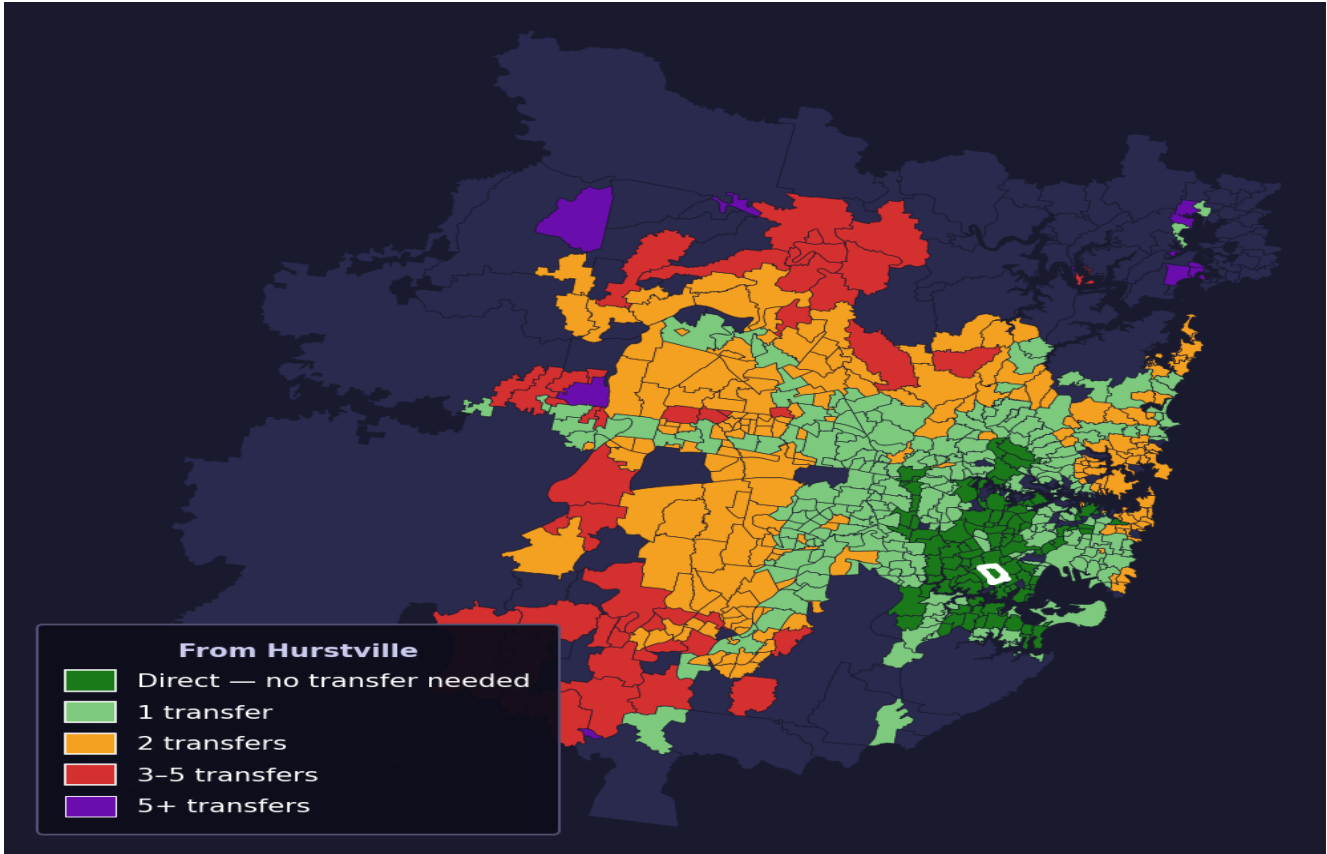 From Hurstville
Direct — no transfer needed
1 transfer
2 transfers
3–5 transfers
5+ transfers